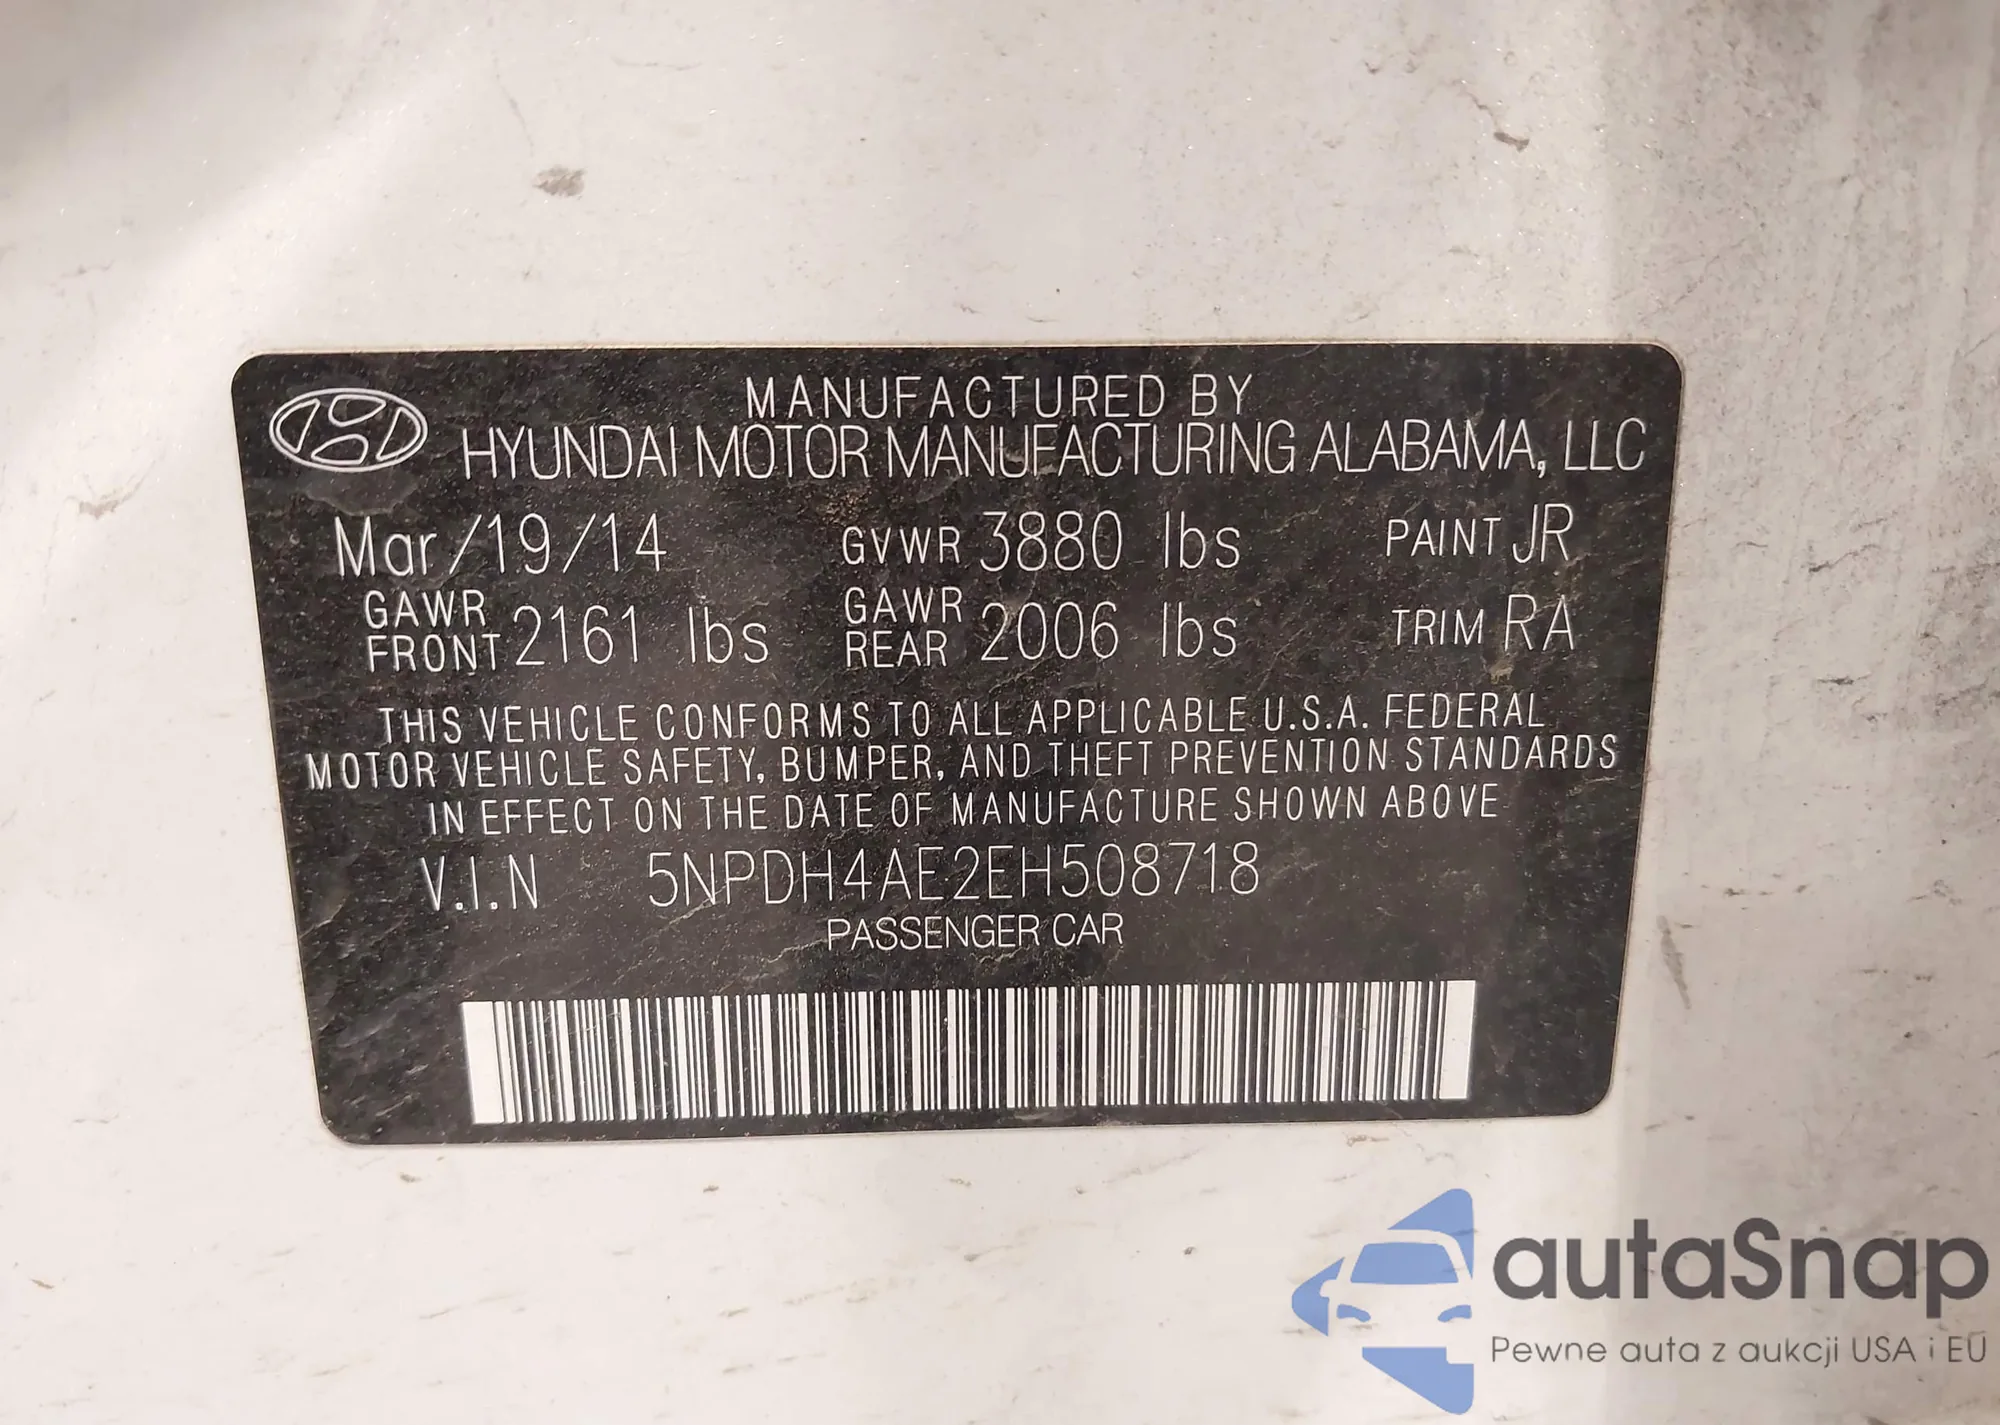 MANUFACTURED BY
HYUNDAI MOTOR MANUFACTURING ALABAMA, LLC
Mar/19/14 GVWR 3880 lbs PAINT JR
GAWR FRONT 2161 lbs GAWR REAR 2006 lbs TRIM RA
THIS VEHICLE CONFORMS TO ALL APPLICABLE U.S.A. FEDERAL
MOTOR VEHICLE SAFETY, BUMPER, AND THEFT PREVENTION STANDARDS
IN EFFECT ON THE DATE OF MANUFACTURE SHOWN ABOVE
V.I.N 5NPDH4AE2EH508718
PASSENGER CAR
autaSnap
Pewne auta z aukcji USA i EU